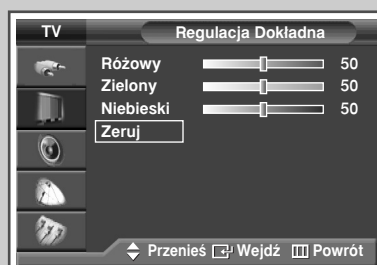 TV Regulacja Dokładna
Różowy 50
Zielony 50
Niebieski 50
Zeruj
Przenieś Wejdź Powrót